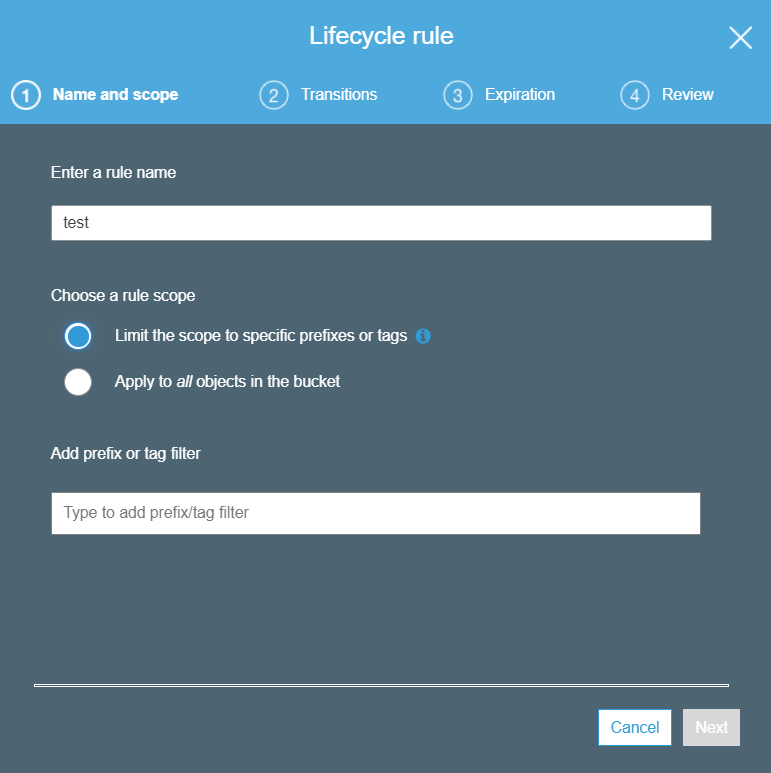 Lifecycle rule
1 Name and scope 2 Transitions 3 Expiration 4 Review
Enter a rule name
test
Choose a rule scope
Limit the scope to specific prefixes or tags i
Apply to all objects in the bucket
Add prefix or tag filter
Type to add prefix/tag filter
Cancel Next